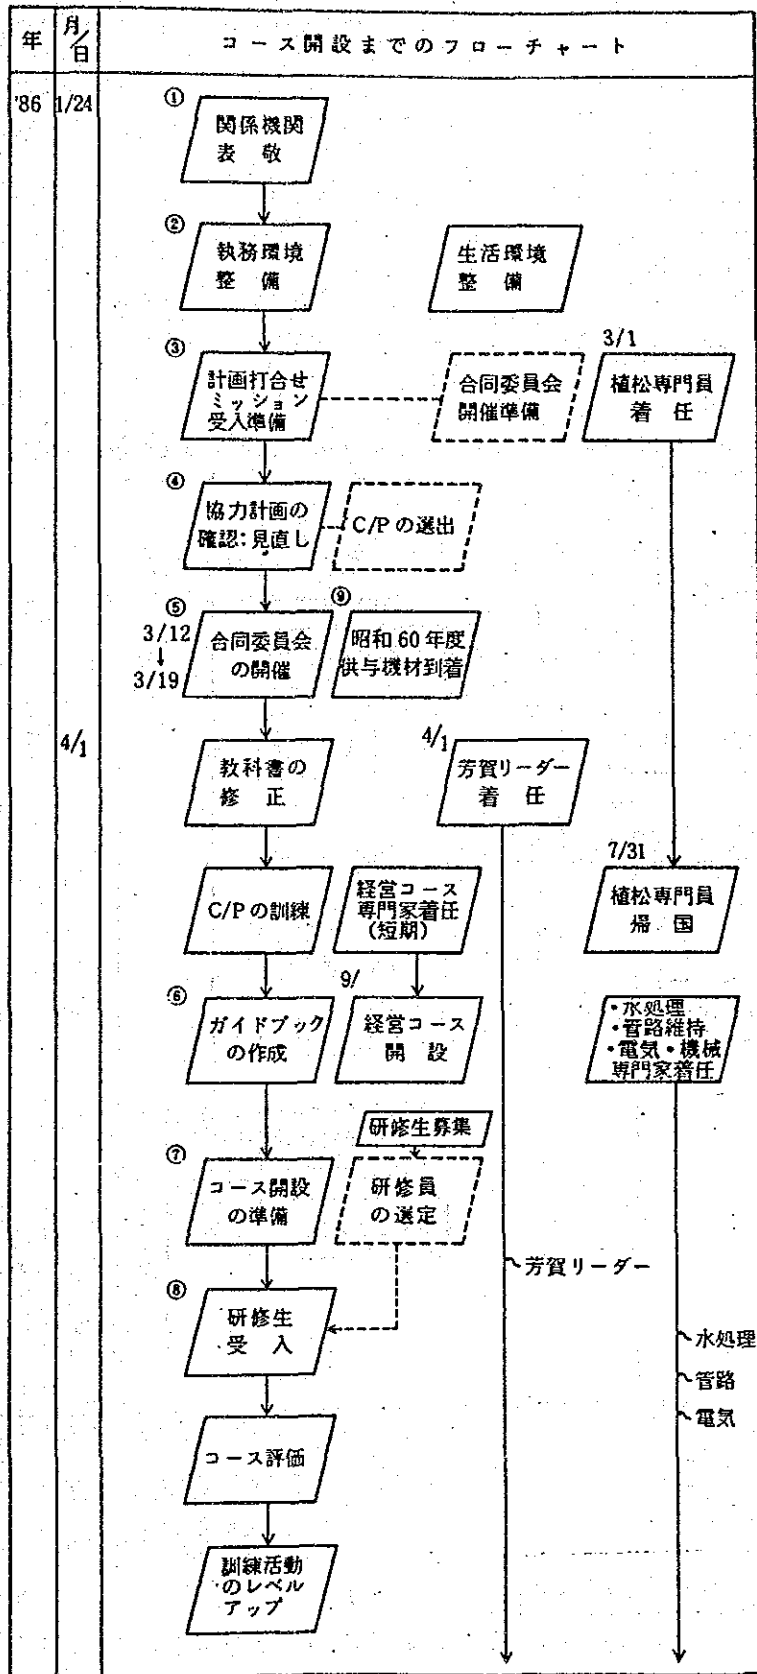 年
月/日
コース開設までのフローチャート
'86
1/24
①
関係機関
表 敬
②
執務環境
整 備
生活環境
整 備
③
計画打合せ
ミッション
受入準備
合同委員会
開催準備
3/1
植松専門員
着 任
④
協力計画の
確認:見直し
C/Pの選出
⑤
3/12
↓
3/19
合同委員会
の開催
⑨
昭和60年度
供与機材到着
4/1
教科書の
修 正
4/1
芳賀リーダー
着 任
C/Pの訓練
経営コース
専門家着任
(短期)
7/31
植松専門員
帰 国
⑥
ガイドブック
の作成
9/
経営コース
開 設
・水処理
・管路維持
・電気・機械
専門家着任
研修生募集
⑦
コース開設
の準備
研修員
の選定
芳賀リーダー
⑧
研修生
受 入
水処理
管路
電気
コース評価
訓練活動
のレベル
アップ